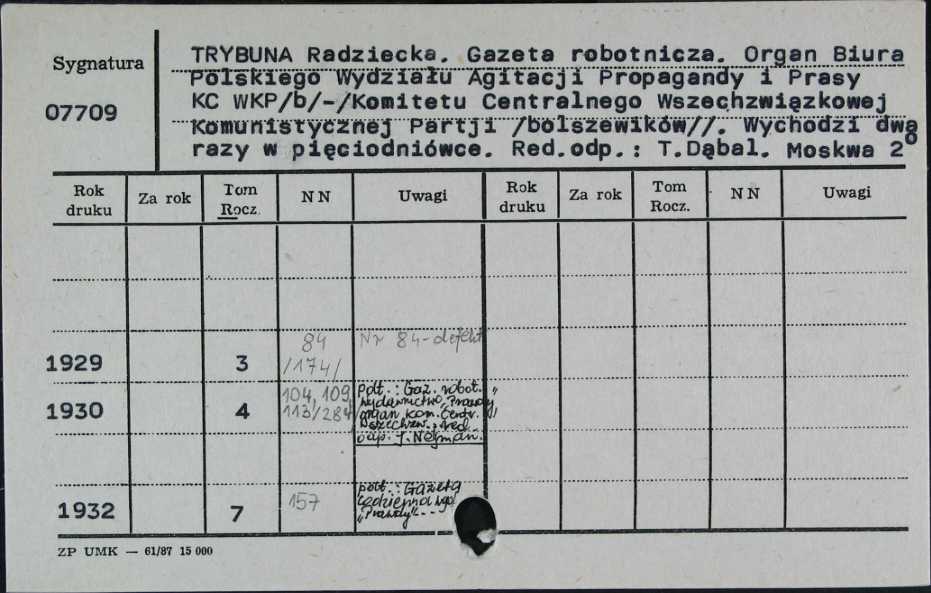 Sygnatura
07709
TRYBUNA Radziecka. Gazeta robotnicza. Organ Biura
Polskiego Wydziału Agitacji Propagandy i Prasy
KC WKP/b/-/Komitetu Centralnego Wszechzwiązkowej
Komunistycznej Partji /bolszewików//. Wychodzi dwa
razy w pięciodniówce. Red.odp.: T.Dąbal. Moskwa 2°
Rok druku Za rok Tom Rocz. N N Uwagi Rok druku Za rok Tom Rocz. N N Uwagi
1929 3 84 /174/ Nr 84-defekt
1930 4 104, 109, 113/284/ podt.: Gaz. robot.,
wydawnictwo „Prawdy”
organ Kom. Centr.
Wszechzw., red.
odp. J. Nejman.
1932 7 157 podt.: Gazeta
codzienna wyd.
„Prawdy”...
ZP UMK — 61/87 15 000